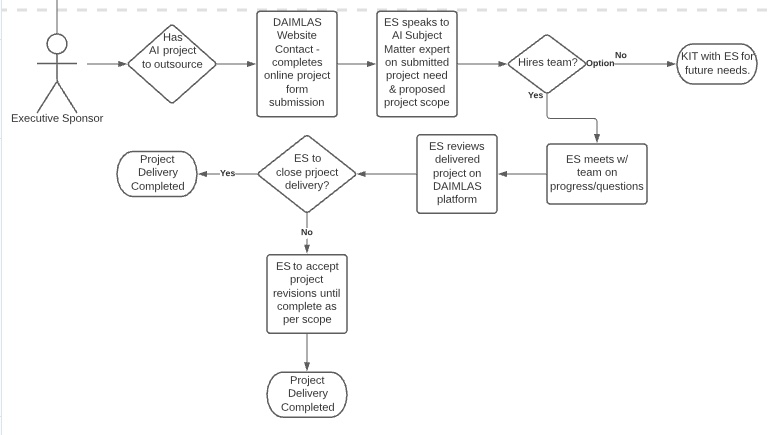 Executive Sponsor
Has
AI project
to outsource
DAIMLAS
Website
Contact -
completes
online project
form
submission
ES speaks to
AI Subject
Matter expert
on submitted
project need
& proposed
project scope
Hires team?
No
Option
KIT with ES for
future needs.
Yes
ES meets w/
team on
progress/questions
ES reviews
delivered
project on
DAIMLAS
platform
ES to
close prject
delivery?
Yes
Project
Delivery
Completed
No
ES to accept
project
revisions until
complete as
per scope
Project
Delivery
Completed